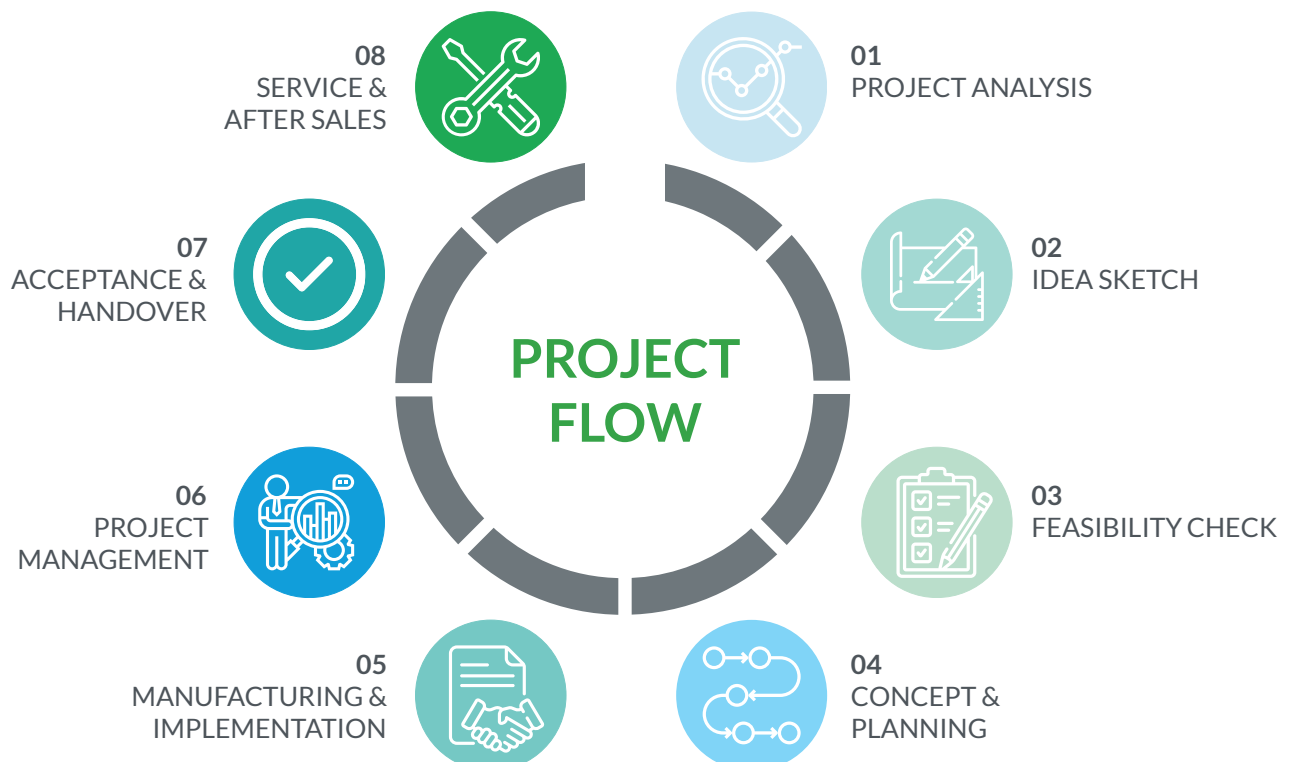 PROJECT
FLOW
01
PROJECT ANALYSIS
02
IDEA SKETCH
03
FEASIBILITY CHECK
04
CONCEPT &
PLANNING
05
MANUFACTURING &
IMPLEMENTATION
06
PROJECT
MANAGEMENT
07
ACCEPTANCE &
HANDOVER
08
SERVICE &
AFTER SALES